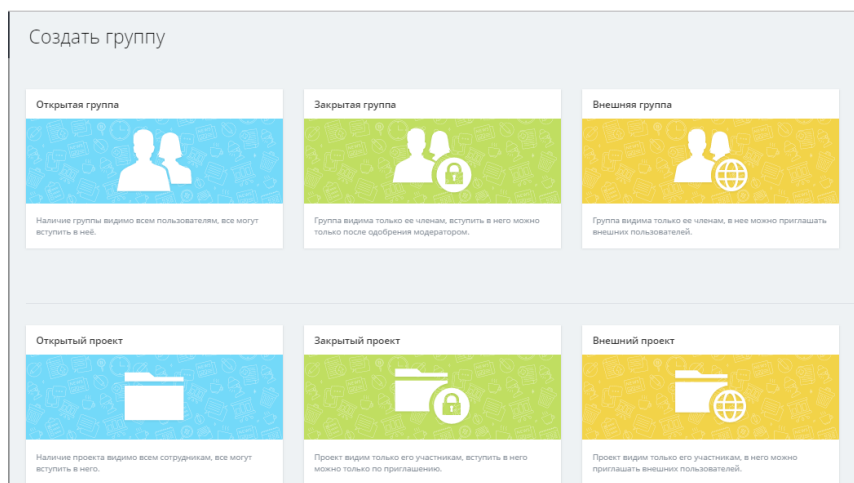 Создать группу
Открытая группа
Закрытая группа
Внешняя группа
Наличие группы видимо всем пользователям, все могут
вступить в неё.
Группа видима только ее членам, вступить в него можно
только после одобрения модератором.
Группа видима только ее членам, в нее можно приглашать
внешних пользователей.
Открытый проект
Закрытый проект
Внешний проект
Наличие проекта видимо всем сотрудникам, все могут
вступить в него.
Проект видим только его участникам, вступить в него
можно только по приглашению.
Проект видим только его участникам, в него можно
приглашать внешних пользователей.